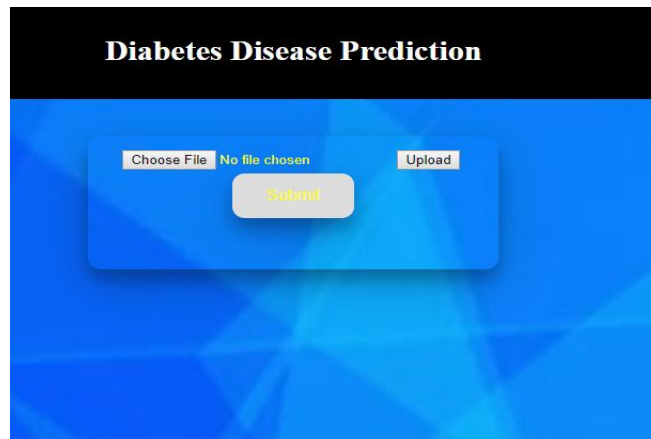 Diabetes Disease Prediction
Choose File No file chosen Upload
Submit